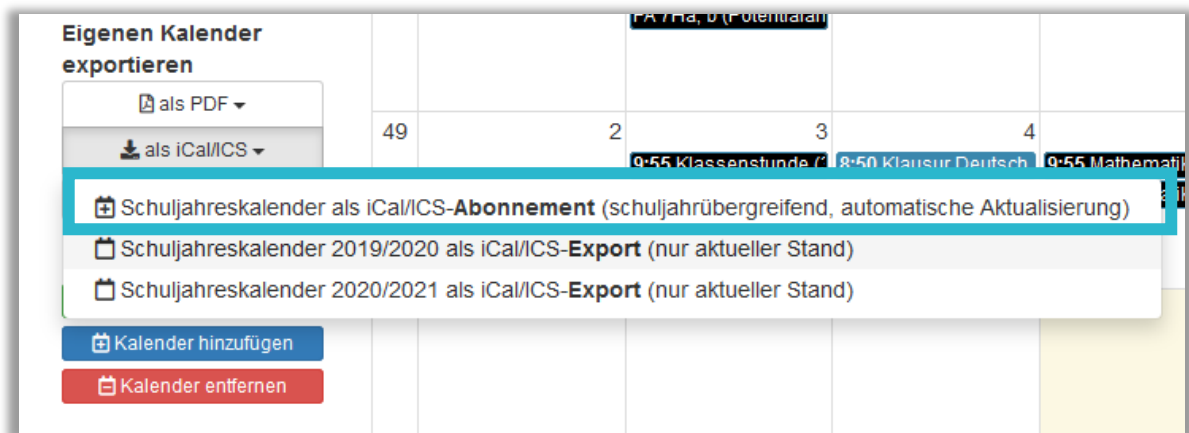 Eigenen Kalender
exportieren
als PDF
als iCal/ICS
49 2 3 4
9:55 Klassenstunde 8:50 Klausur Deutsch 9:55
Schuljahreskalender als iCal/ICS-Abonnement (schuljahrübergreifend, automatische Aktualisierung)
Schuljahreskalender 2019/2020 als iCal/ICS-Export (nur aktueller Stand)
Schuljahreskalender 2020/2021 als iCal/ICS-Export (nur aktueller Stand)
Kalender hinzufügen
Kalender entfernen